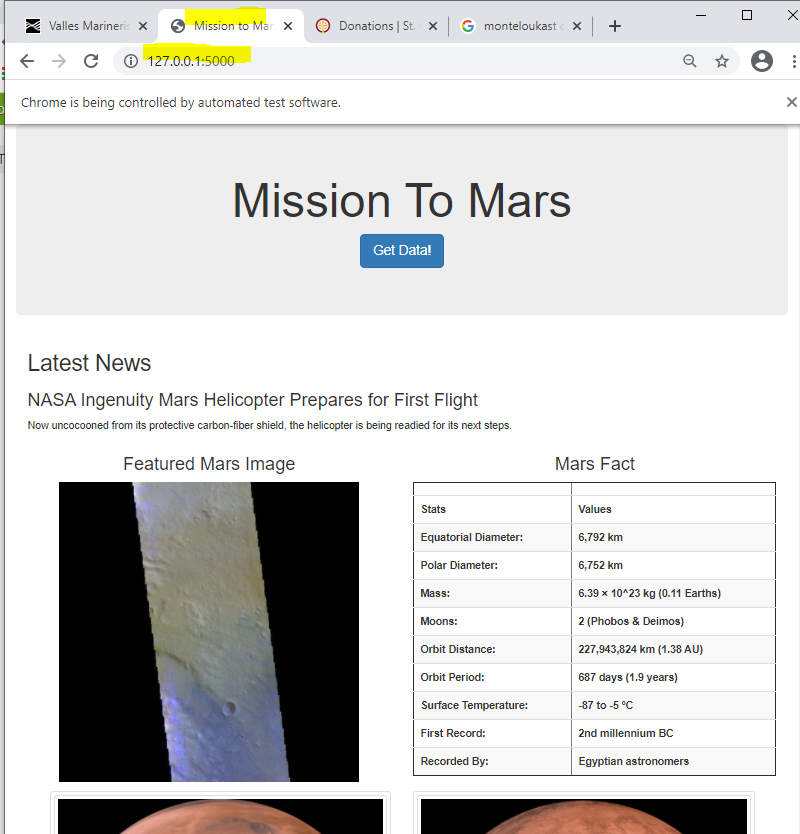 Valles Marineris
Mission to Mar
Donations | St.
monteloukast
127.0.0.1:5000
Chrome is being controlled by automated test software.
Mission To Mars
Get Data!
Latest News
NASA Ingenuity Mars Helicopter Prepares for First Flight
Now uncocooned from its protective carbon-fiber shield, the helicopter is being readied for its next steps.
Featured Mars Image
Mars Fact
Stats Values
Equatorial Diameter: 6,792 km
Polar Diameter: 6,752 km
Mass: 6.39 × 10^23 kg (0.11 Earths)
Moons: 2 (Phobos & Deimos)
Orbit Distance: 227,943,824 km (1.38 AU)
Orbit Period: 687 days (1.9 years)
Surface Temperature: -87 to -5 °C
First Record: 2nd millennium BC
Recorded By: Egyptian astronomers